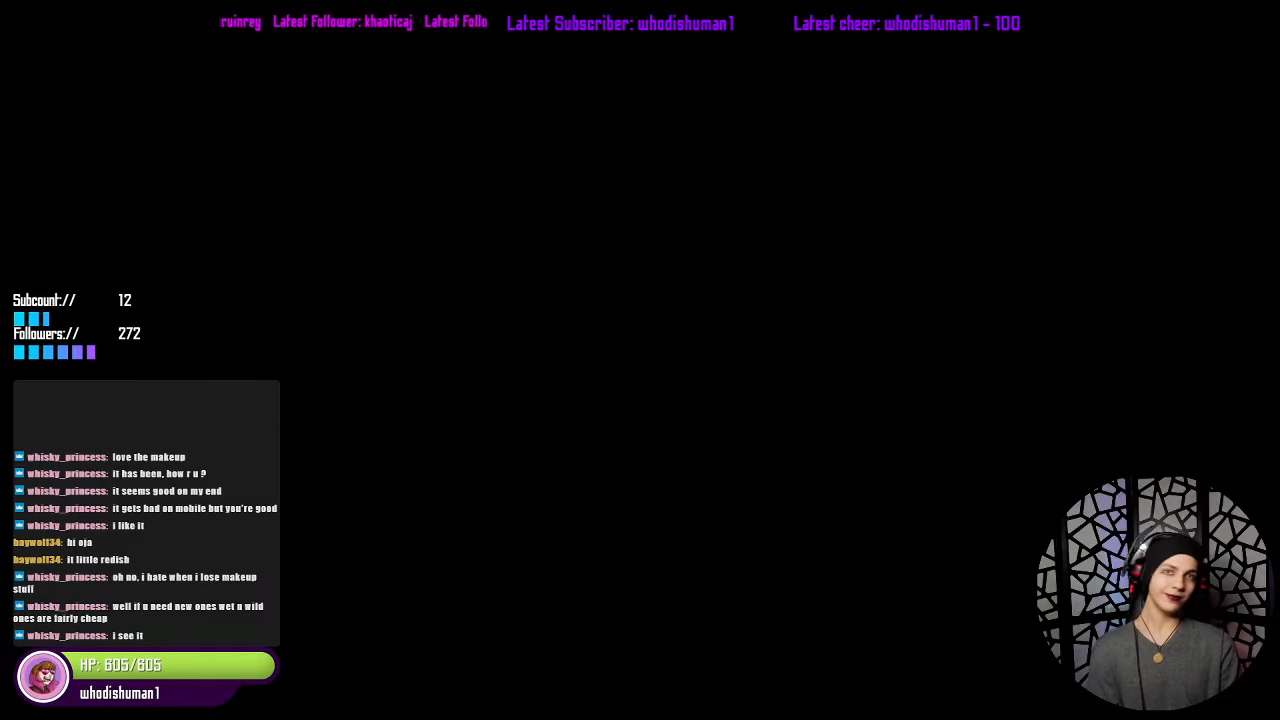 ruinrey Latest Follower: khaoticaj Latest Follo
Latest Subscriber: whodishuman1
Latest cheer: whodishuman1 - 100
Subcount:// 12
Followers:// 272
whisky_princess: love the makeup
whisky_princess: it has been, how r u ?
whisky_princess: it seems good on my end
whisky_princess: it gets bad on mobile but you're good
whisky_princess: i like it
baywolf34: hi oja
baywolf34: it little redish
whisky_princess: oh no, i hate when i lose makeup
stuff
whisky_princess: well if u need new ones wet n wild
ones are fairly cheap
whisky_princess: i see it
HP: 605/605
whodishuman1